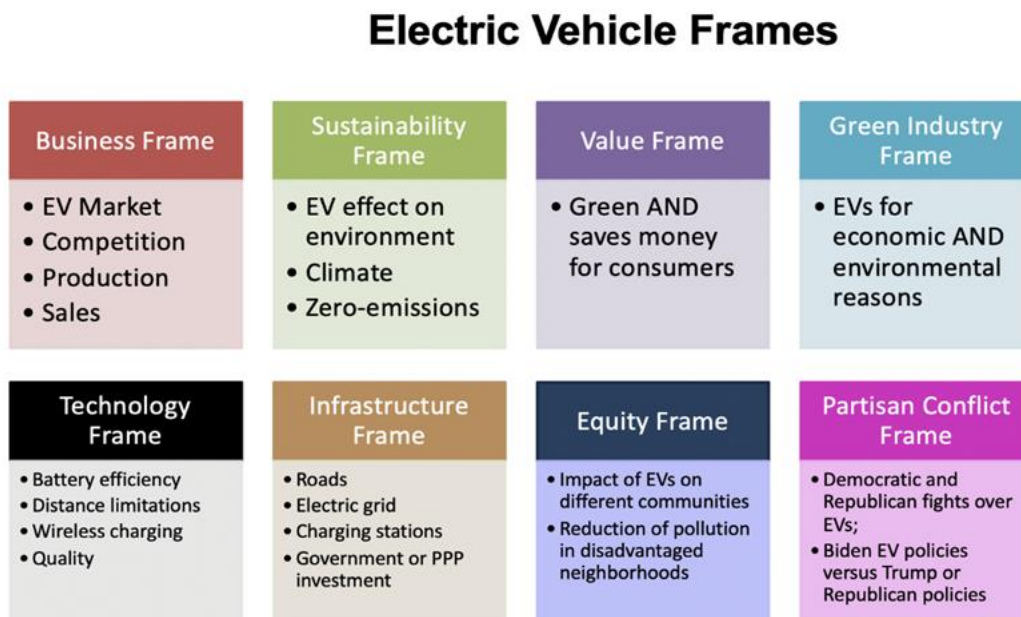 Electric Vehicle Frames
Business Frame
• EV Market
• Competition
• Production
• Sales
Sustainability
Frame
• EV effect on
environment
• Climate
• Zero-emissions
Value Frame
• Green AND
saves money
for consumers
Green Industry
Frame
• EVs for
economic AND
environmental
reasons
Technology
Frame
• Battery efficiency
• Distance limitations
• Wireless charging
• Quality
Infrastructure
Frame
• Roads
• Electric grid
• Charging stations
• Government or PPP
investment
Equity Frame
• Impact of EVs on
different communities
• Reduction of pollution
in disadvantaged
neighborhoods
Partisan Conflict
Frame
• Democratic and
Republican fights over
EVs;
• Biden EV policies
versus Trump or
Republican policies